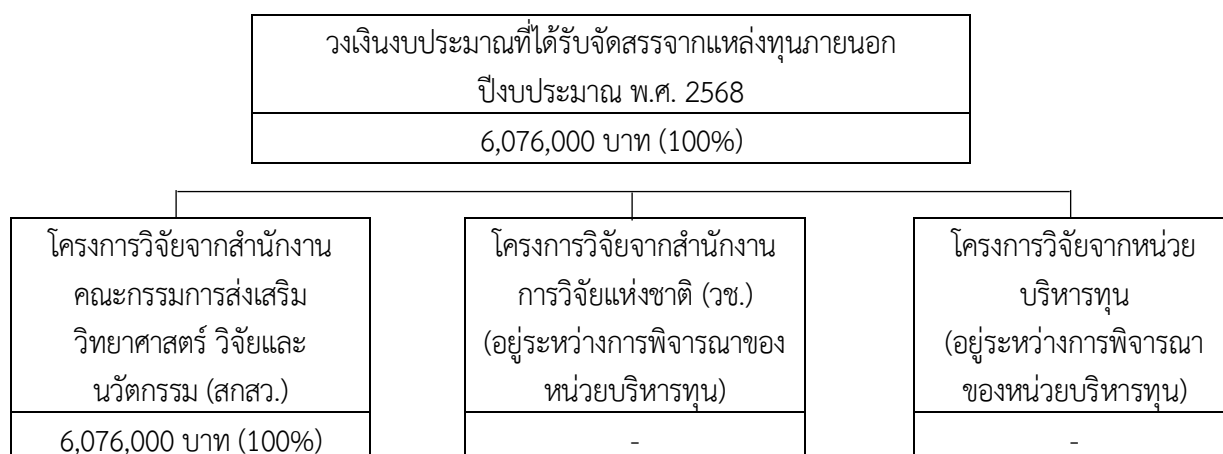 วงเงินงบประมาณที่ได้รับจัดสรรจากแหล่งทุนภายนอก
ปีงบประมาณ พ.ศ. 2568
6,076,000 บาท (100%)
โครงการวิจัยจากสำนักงาน
คณะกรรมการส่งเสริม
วิทยาศาสตร์ วิจัยและ
นวัตกรรม (สกสว.)
6,076,000 บาท (100%)
โครงการวิจัยจากสำนักงาน
การวิจัยแห่งชาติ (วช.)
(อยู่ระหว่างการพิจารณาของ
หน่วยบริหารทุน)
-
โครงการวิจัยจากหน่วย
บริหารทุน
(อยู่ระหว่างการพิจารณา
ของหน่วยบริหารทุน)
-